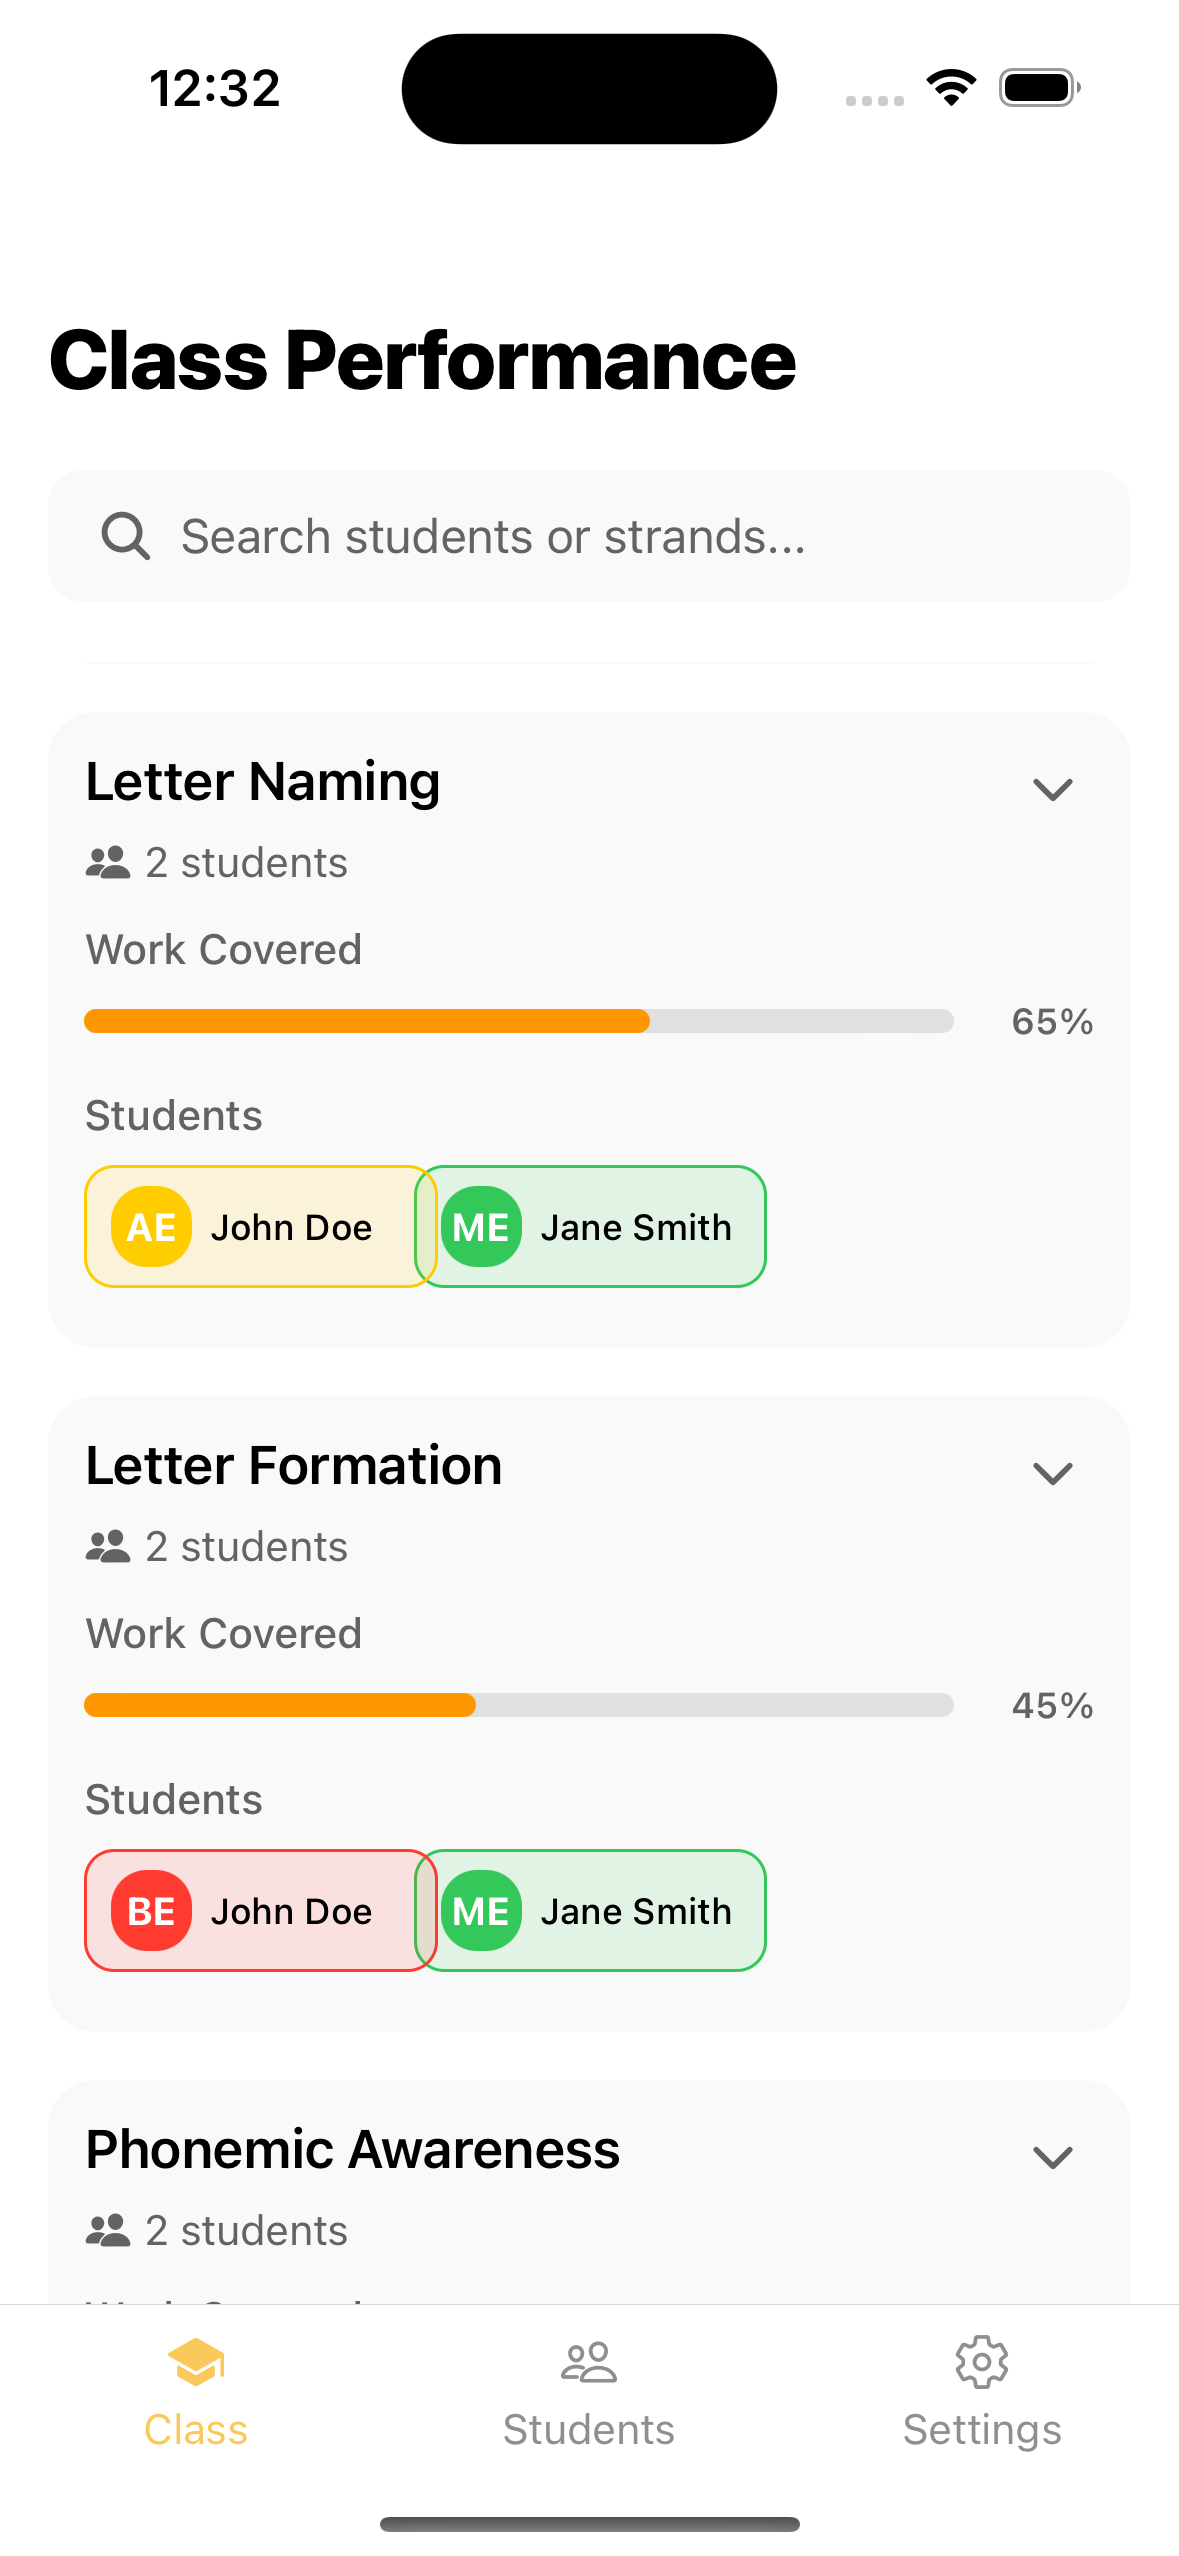 12:32
Class Performance
Search students or strands...
Letter Naming
2 students
Work Covered
65%
Students
AE John Doe ME Jane Smith
Letter Formation
2 students
Work Covered
45%
Students
BE John Doe ME Jane Smith
Phonemic Awareness
2 students
Class Students Settings